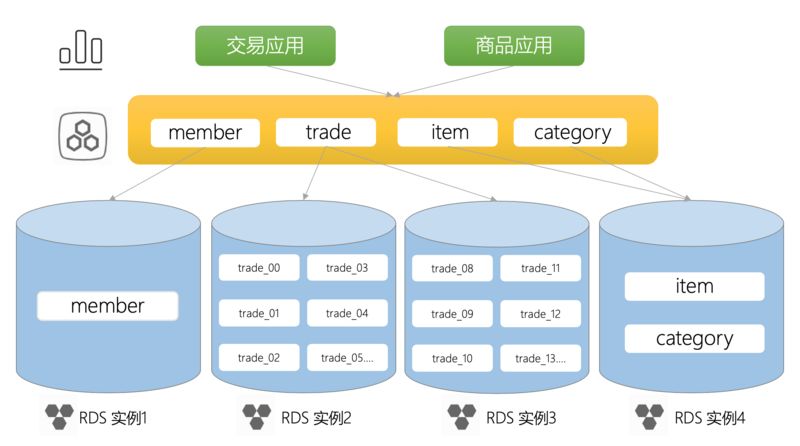 交易应用
商品应用
member
trade
item
category
member
trade_00
trade_03
trade_01
trade_04
trade_02
trade_05....
trade_08
trade_11
trade_09
trade_12
trade_10
trade_13....
item
category
RDS 实例1
RDS 实例2
RDS 实例3
RDS 实例4